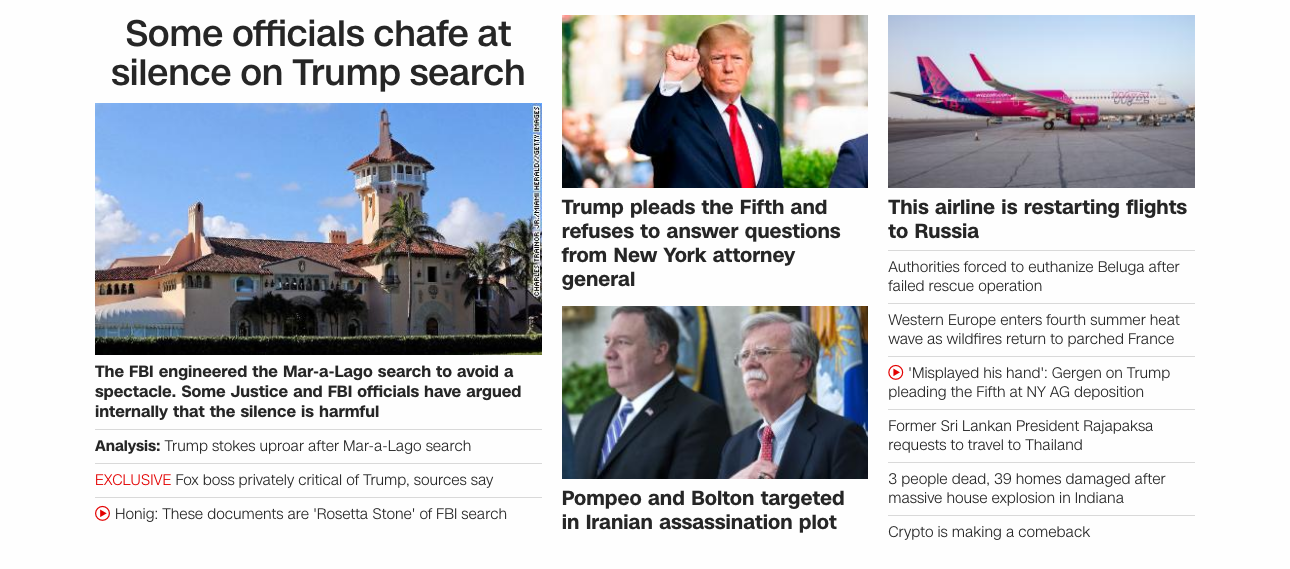 Some officials chafe at
silence on Trump search
CHARLES TRAINOR JR./MIAMI HERALD//GETTY IMAGES
The FBI engineered the Mar-a-Lago search to avoid a
spectacle. Some Justice and FBI officials have argued
internally that the silence is harmful
Analysis: Trump stokes uproar after Mar-a-Lago search
EXCLUSIVE Fox boss privately critical of Trump, sources say
Honig: These documents are 'Rosetta Stone' of FBI search
Trump pleads the Fifth and
refuses to answer questions
from New York attorney
general
Pompeo and Bolton targeted
in Iranian assassination plot
This airline is restarting flights
to Russia
Authorities forced to euthanize Beluga after
failed rescue operation
Western Europe enters fourth summer heat
wave as wildfires return to parched France
'Misplayed his hand': Gergen on Trump
pleading the Fifth at NY AG deposition
Former Sri Lankan President Rajapaksa
requests to travel to Thailand
3 people dead, 39 homes damaged after
massive house explosion in Indiana
Crypto is making a comeback